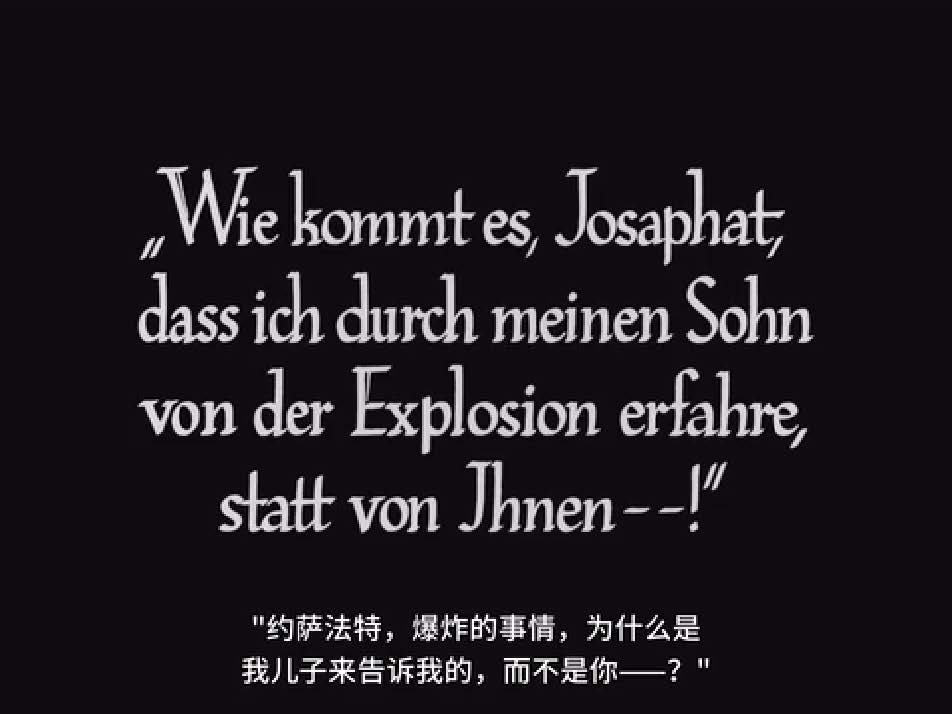 „Wie kommt es, Josaphat,
dass ich durch meinen Sohn
von der Explosion erfahre,
statt von Jhnen--!"
"约萨法特，爆炸的事情，为什么是
我儿子来告诉我的，而不是你——？"